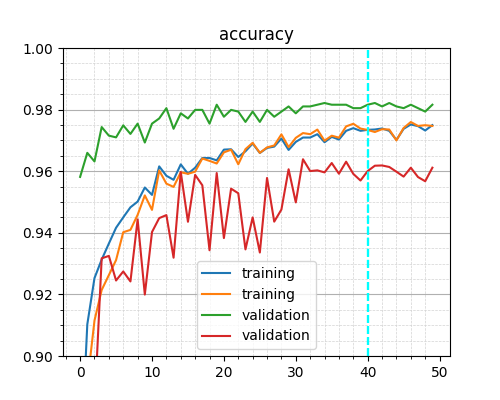 accuracy
1.00
0.98
0.96
0.94
0.92
0.90
training
training
validation
validation
0 10 20 30 40 50